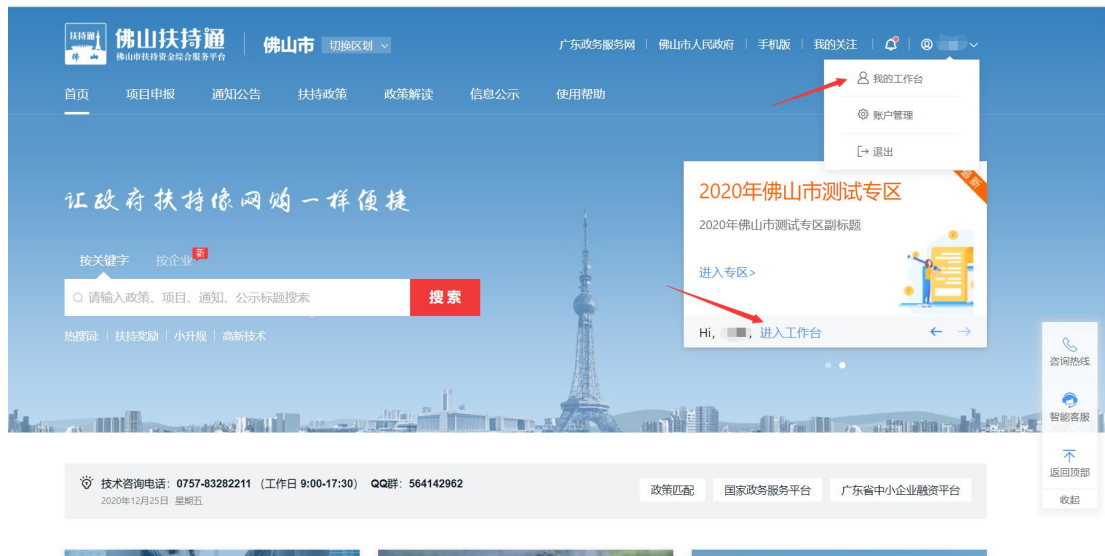 扶持通
佛山
佛山扶持通
佛山市扶持资金综合服务平台
佛山市 切换区划
广东政务服务网 佛山市人民政府 手机版 我的关注
首页 项目申报 通知公告 扶持政策 政策解读 信息公示 使用帮助
我的工作台
账户管理
退出
让政府扶持像网购一样便捷
按关键字 按企业 新
请输入政策、项目、通知、公示标题搜索 搜索
热搜词 扶持奖励 小升规 高新技术
最新
2020年佛山市测试专区
2020年佛山市测试专区副标题
进入专区>
Hi, , 进入工作台 ← →
咨询热线
智能客服
返回顶部
收起
技术咨询电话: 0757-83282211 (工作日 9:00-17:30) QQ群: 564142962
2020年12月25日 星期五
政策匹配 国家政务服务平台 广东省中小企业融资平台